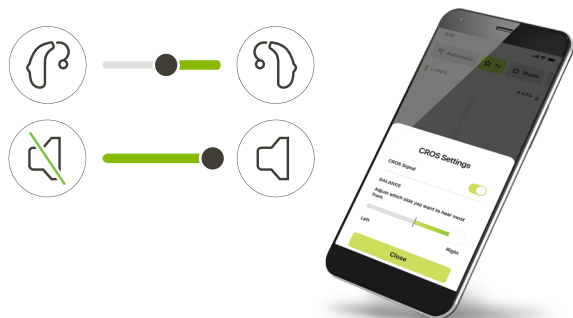 Automatic
TV
Music
CROS Settings
CROS Signal
BALANCE
Adjust which side you want to hear most
from.
Left
Right
Close